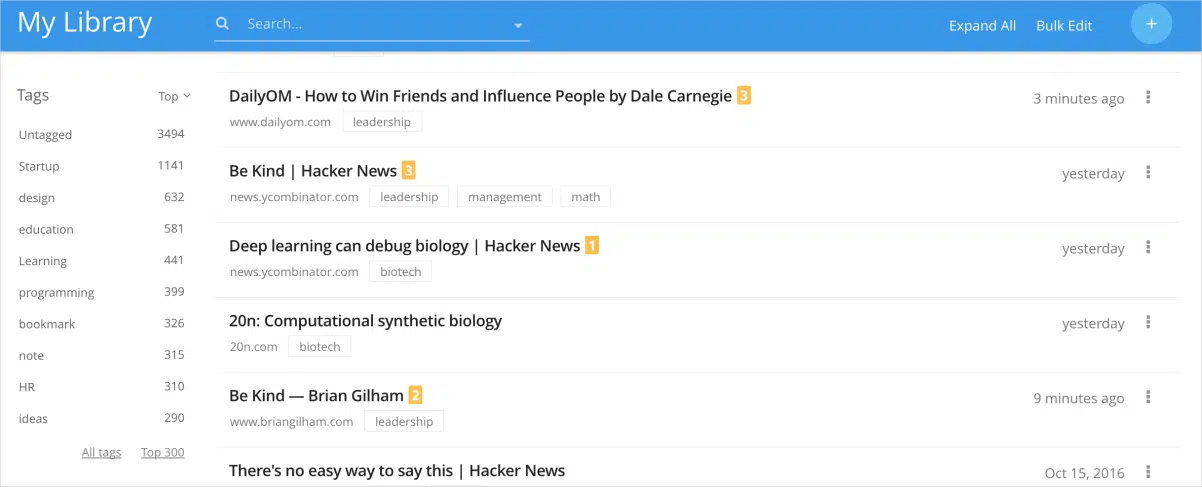 My Library
Search...
Expand All
Bulk Edit
+
Tags
Top
Untagged 3494
Startup 1141
design 632
education 581
Learning 441
programming 399
bookmark 326
note 315
HR 310
ideas 290
All tags Top 300
DailyOM - How to Win Friends and Influence People by Dale Carnegie 3
3 minutes ago
www.dailyom.com leadership
Be Kind | Hacker News 3
yesterday
news.ycombinator.com leadership management math
Deep learning can debug biology | Hacker News 1
yesterday
news.ycombinator.com biotech
20n: Computational synthetic biology
yesterday
20n.com biotech
Be Kind — Brian Gilham 2
9 minutes ago
www.briangilham.com leadership
There's no easy way to say this | Hacker News
Oct 15, 2016